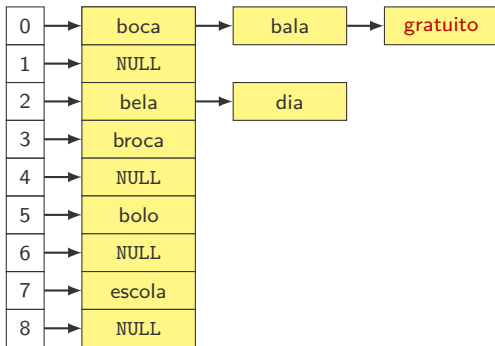 0 boca bala gratuito
1 NULL
2 bela dia
3 broca
4 NULL
5 bolo
6 NULL
7 escola
8 NULL